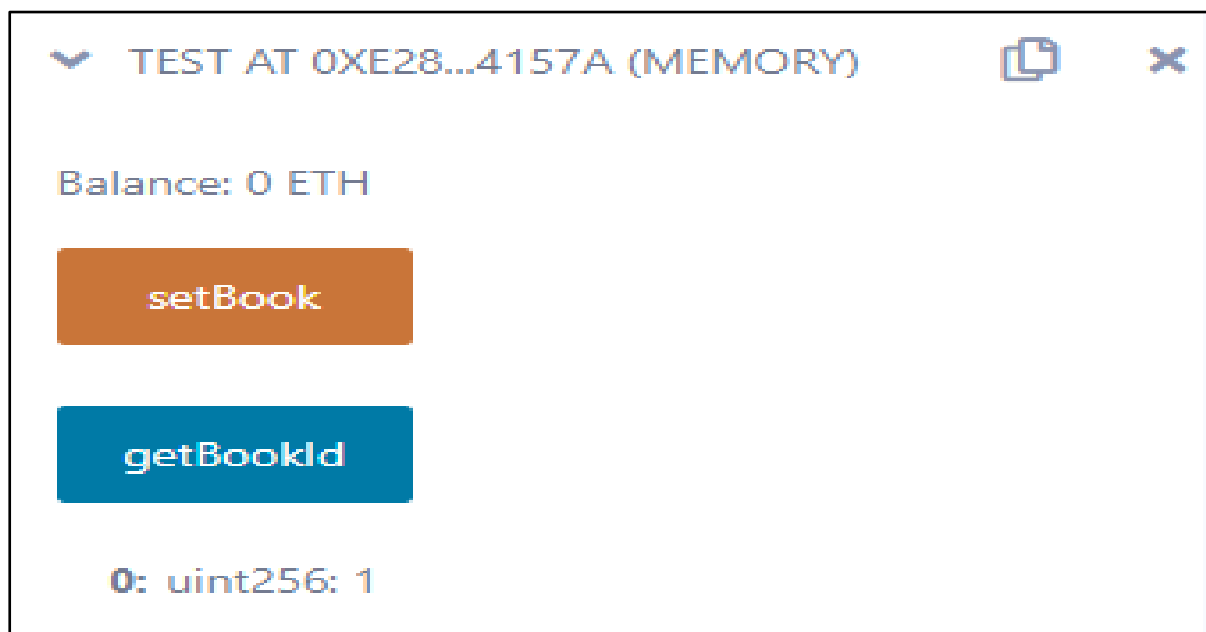 TEST AT 0XE28...4157A (MEMORY)
Balance: 0 ETH
setBook
getBookId
0: uint256: 1